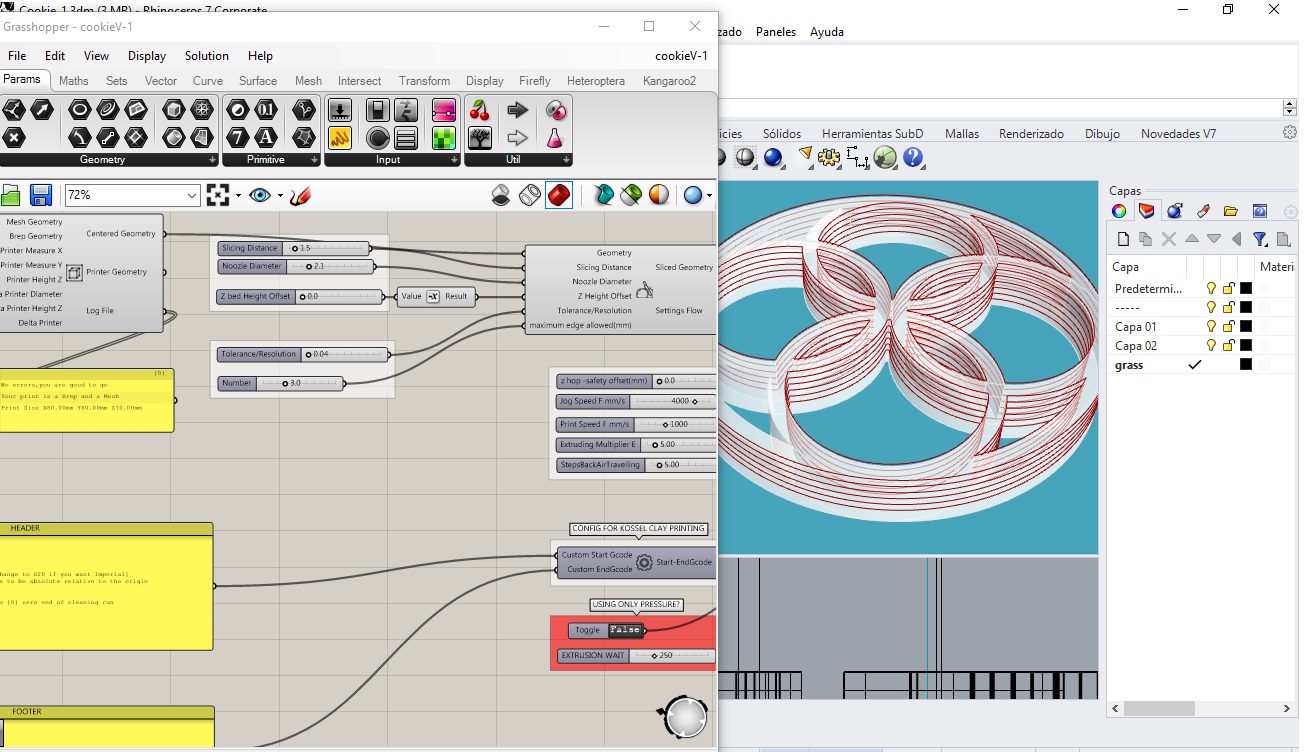 Cookie_1.3dm (3 MB) - Rhinoceros 7 Corporate
Grasshopper - cookieV-1
zado Paneles Ayuda
File Edit View Display Solution Help cookieV-1
Params Maths Sets Vector Curve Surface Mesh Intersect Transform Display Firefly Heteroptera Kangaroo2
Geometry Primitive Input Util
icies Sólidos Herramientas SubD Mallas Renderizado Dibujo Novedades V7
72%
Mesh Geometry
Brep Geometry
Printer Measure X
Printer Measure Y
Printer Height Z
a Printer Diameter
ta Printer Height Z
Delta Printer
Centered Geometry
Printer Geometry
Log File
Slicing Distance 1.5
Noozle Diameter 2.1
Z bed Height Offset 0.0
Value -x Result
Tolerance/Resolution 0.04
Number 3.0
Geometry
Slicing Distance
Noozle Diameter
Z Height Offset
Tolerance/Resolution
maximum edge allowed(mm)
Sliced Geometry
Settings Flow
{0}
No errors,you are good to go
Your print is a Brep and a Mesh
Print Size X80.00mm Y80.00mm Z10.00mm
z hop -safety offset(mm) 0.0
Jog Speed F mm/s 4000
Print Speed F mm/s 1000
Extruding Multiplier E 5.00
StepsBackAirTravelling 5.00
HEADER
hange to G20 if you want Imperial]
s to be absolute relative to the origin
o [0] zero end of cleaning run
CONFIG FOR KOSSEL CLAY PRINTING
Custom Start Gcode
Custom EndGcode
Start-EndGcode
USING ONLY PRESSURE?
Toggle False
EXTRUSION WAIT 250
FOOTER
Capas
Capa Materi
Predetermi...
-----
Capa 01
Capa 02
grass